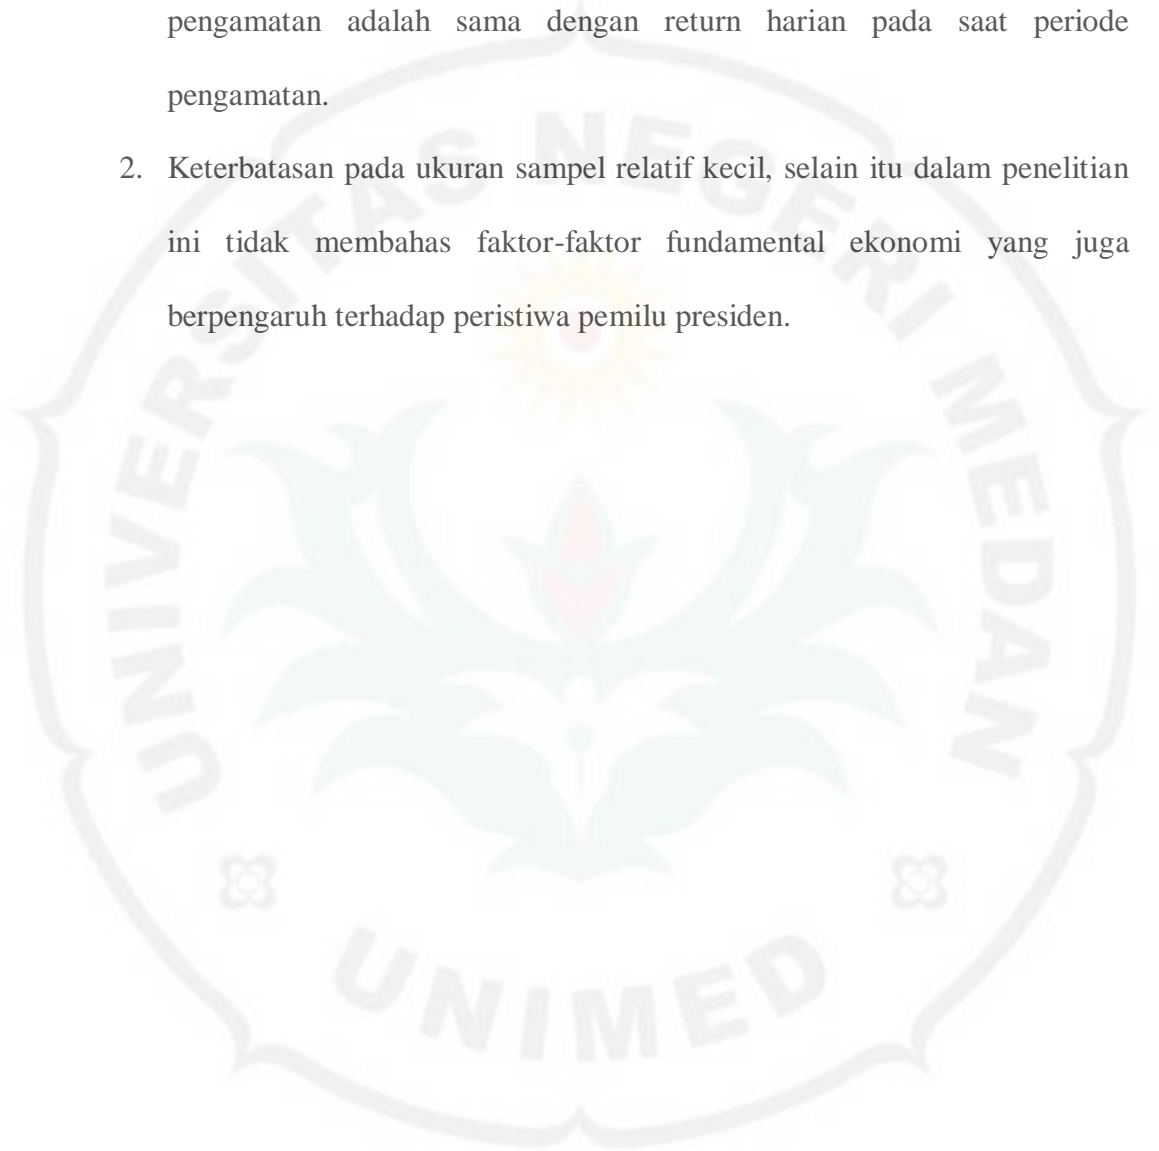 pengamatan adalah sama dengan return harian pada saat periode
pengamatan.
2. Keterbatasan pada ukuran sampel relatif kecil, selain itu dalam penelitian
ini tidak membahas faktor-faktor fundamental ekonomi yang juga
berpengaruh terhadap peristiwa pemilu presiden.
UNIVERSITAS NEGERI MEDAN
UNIMED